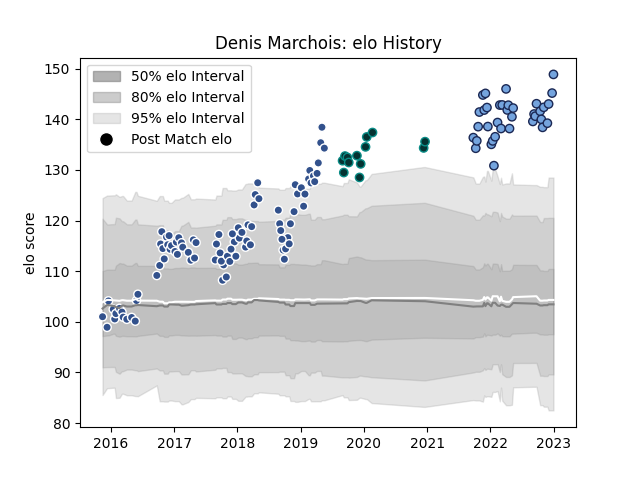 Denis Marchois: elo History
50% elo Interval
80% elo Interval
95% elo Interval
Post Match elo
elo score
150
140
130
120
110
100
90
80
2016 2017 2018 2019 2020 2021 2022 2023